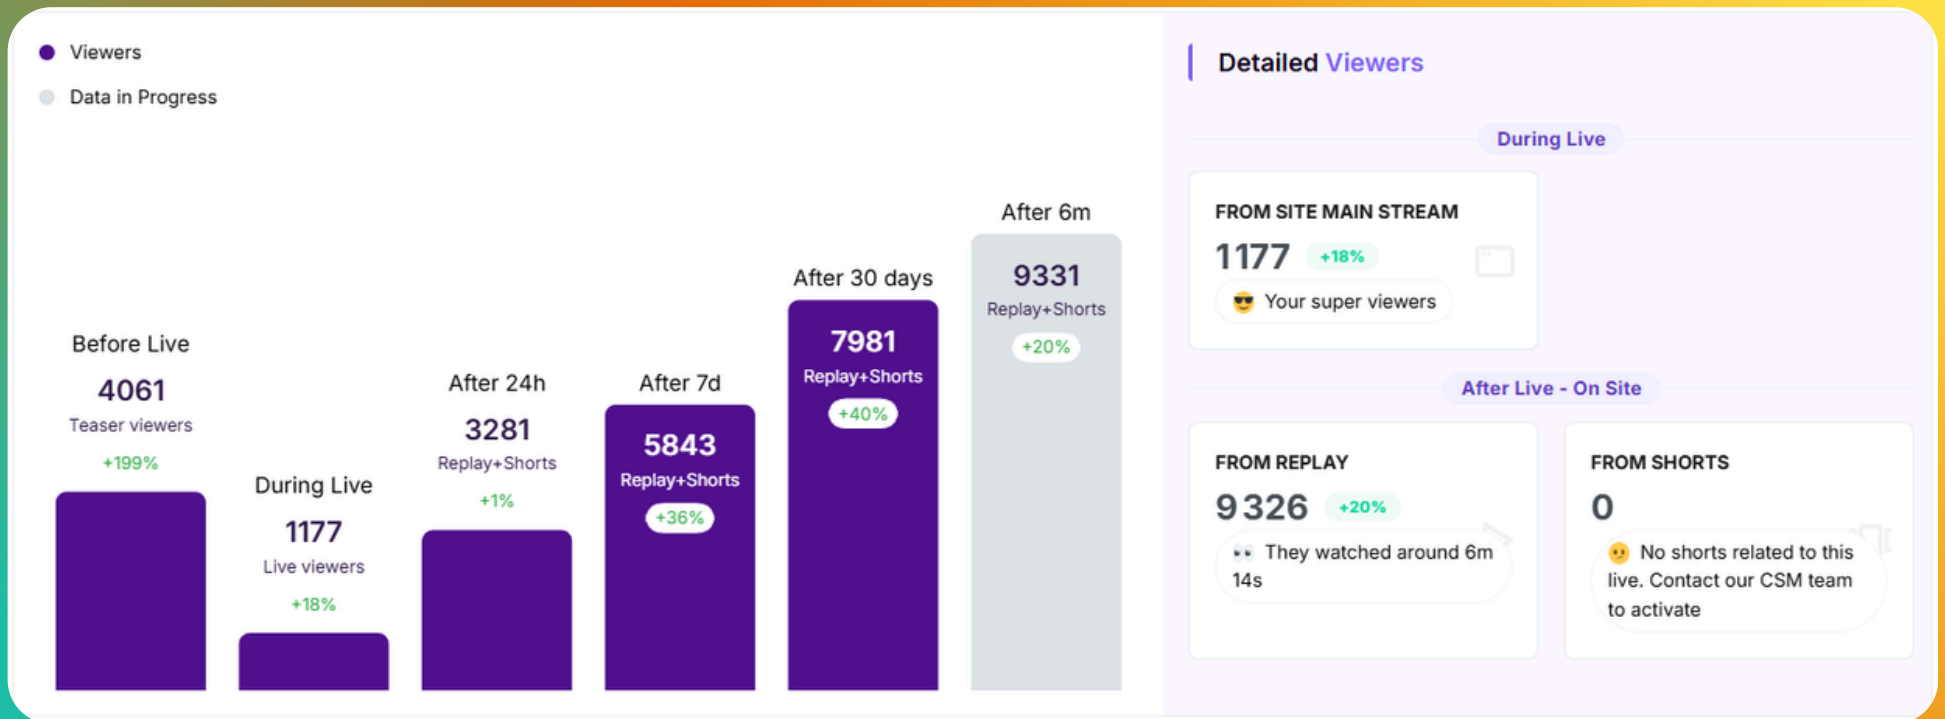 Viewers
Data in Progress
Before Live
4061
Teaser viewers
+199%
During Live
1177
Live viewers
+18%
After 24h
3281
Replay+Shorts
+1%
After 7d
5843
Replay+Shorts
+36%
After 30 days
7981
Replay+Shorts
+40%
After 6m
9331
Replay+Shorts
+20%
Detailed Viewers
During Live
FROM SITE MAIN STREAM
1177 +18%
😎 Your super viewers
After Live - On Site
FROM REPLAY
9326 +20%
👀 They watched around 6m
14s
FROM SHORTS
0
🫤 No shorts related to this
live. Contact our CSM team
to activate